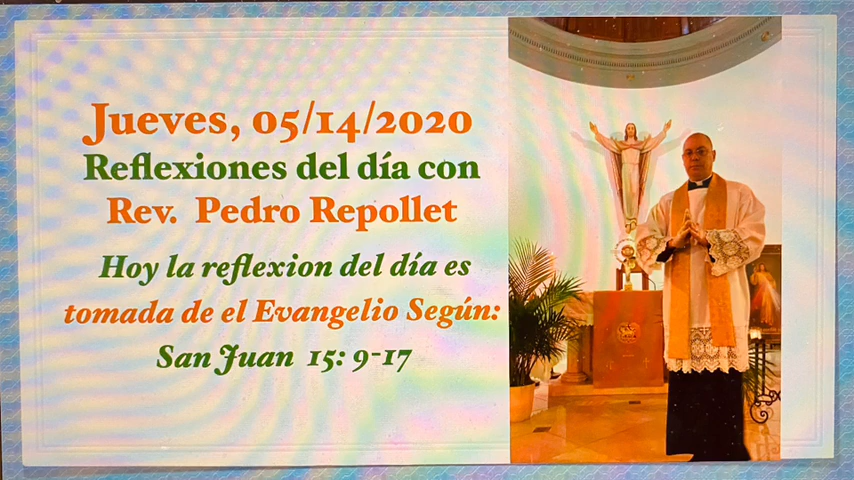 Jueves, 05/14/2020
Reflexiones del día con
Rev. Pedro Repollet
Hoy la reflexion del día es
tomada de el Evangelio Según:
San Juan 15: 9-17